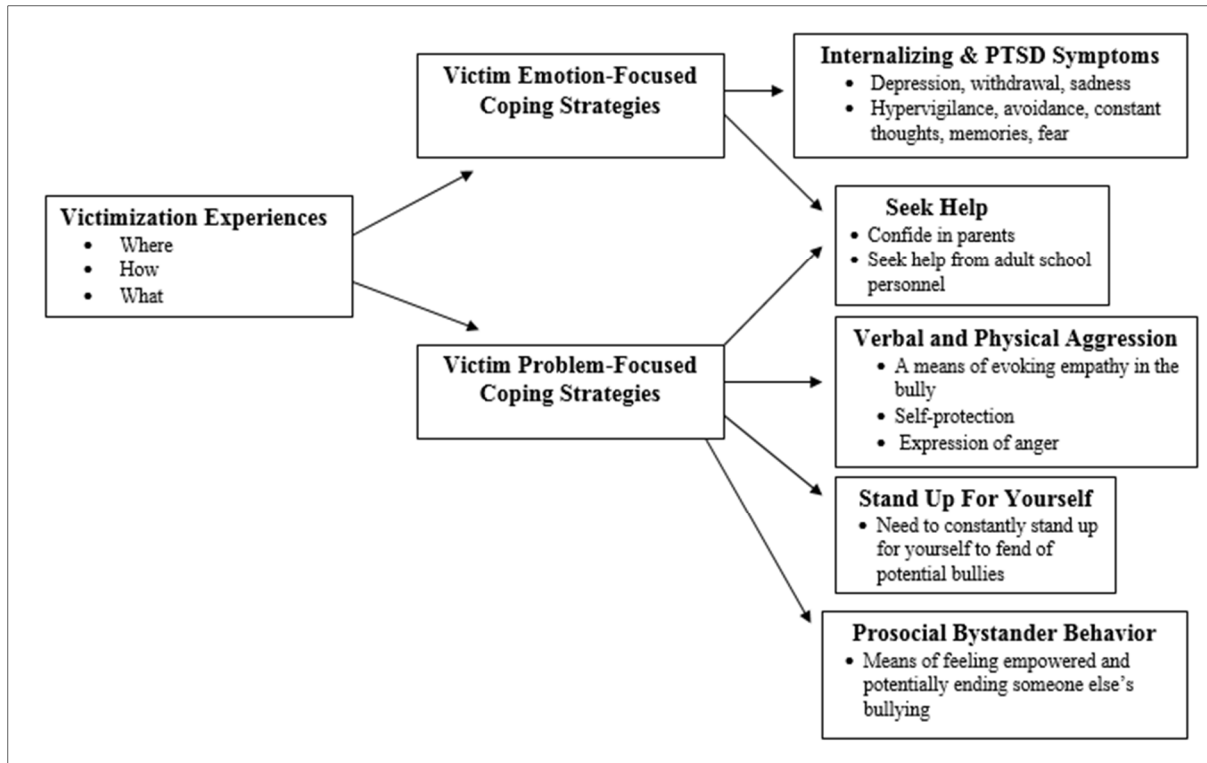 Victim Emotion-Focused
Coping Strategies
Internalizing & PTSD Symptoms
• Depression, withdrawal, sadness
• Hypervigilance, avoidance, constant
thoughts, memories, fear
Victimization Experiences
• Where
• How
• What
Seek Help
• Confide in parents
• Seek help from adult school
personnel
Victim Problem-Focused
Coping Strategies
Verbal and Physical Aggression
• A means of evoking empathy in the
bully
• Self-protection
• Expression of anger
Stand Up For Yourself
• Need to constantly stand up
for yourself to fend of
potential bullies
Prosocial Bystander Behavior
• Means of feeling empowered and
potentially ending someone else’s
bullying